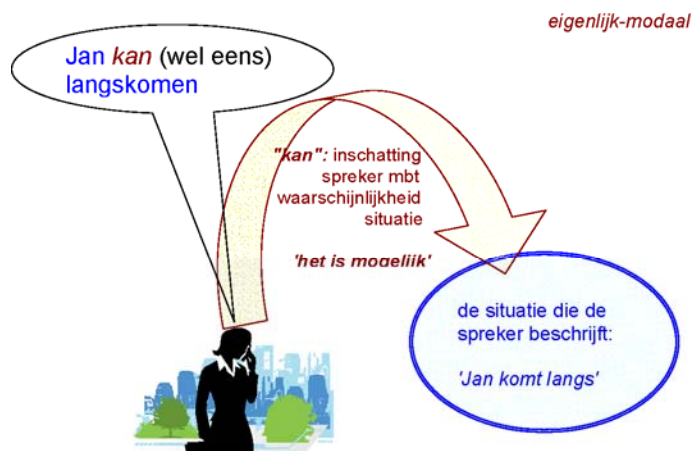 eigenlijk-modaal
Jan kan (wel eens)
langskomen
"kan": inschatting
spreker mbt
waarschijnlijkheid
situatie
'het is mogelijk'
de situatie die de
spreker beschrijft:
'Jan komt langs'